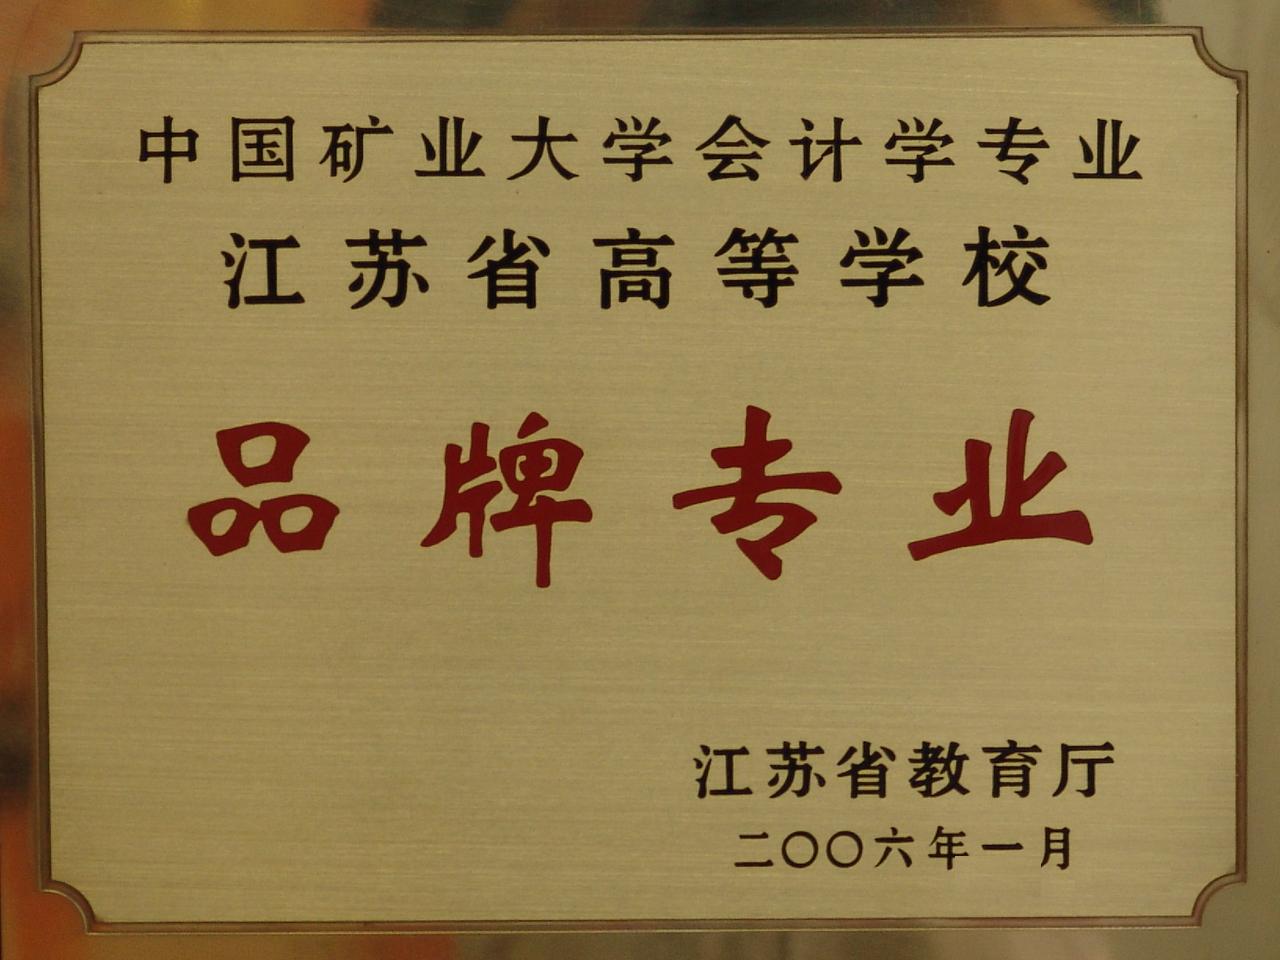 中国矿业大学会计学专业
江苏省高等学校
品牌专业
江苏省教育厅
二〇〇六年一月